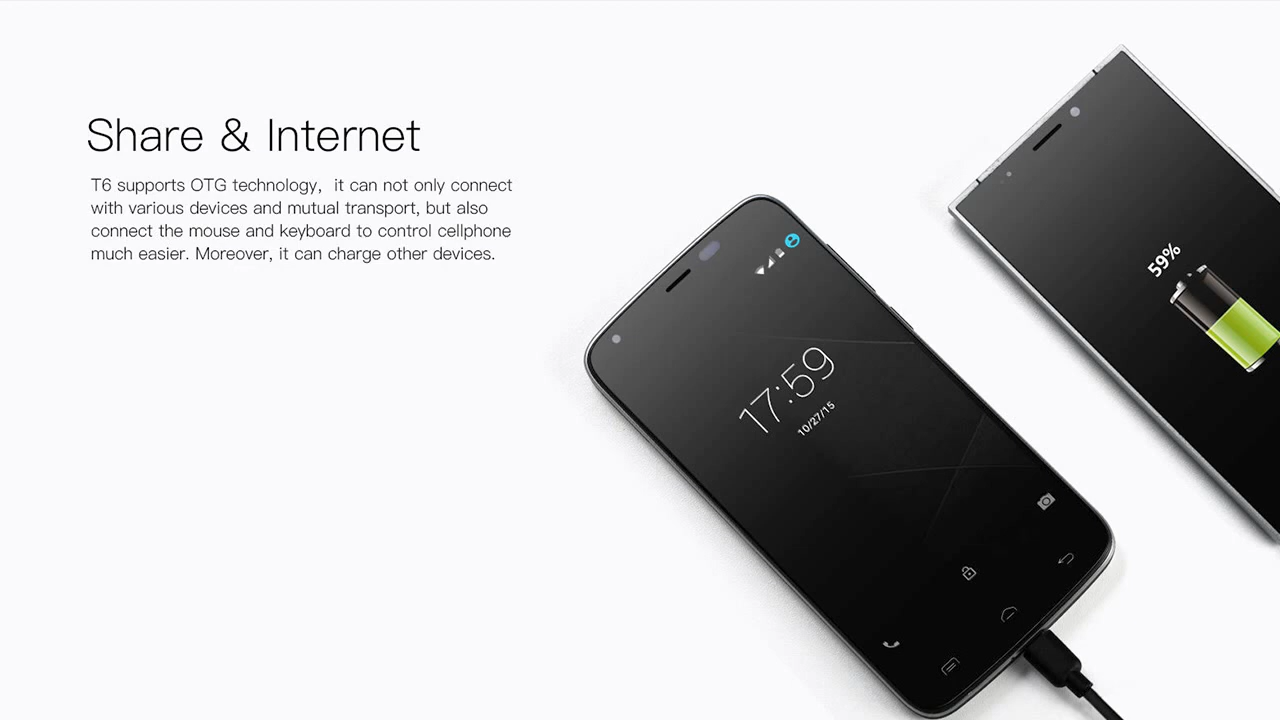 Share & Internet
T6 supports OTG technology, it can not only connect
with various devices and mutual transport, but also
connect the mouse and keyboard to control cellphone
much easier. Moreover, it can charge other devices.
17:59
10/27/15
59%